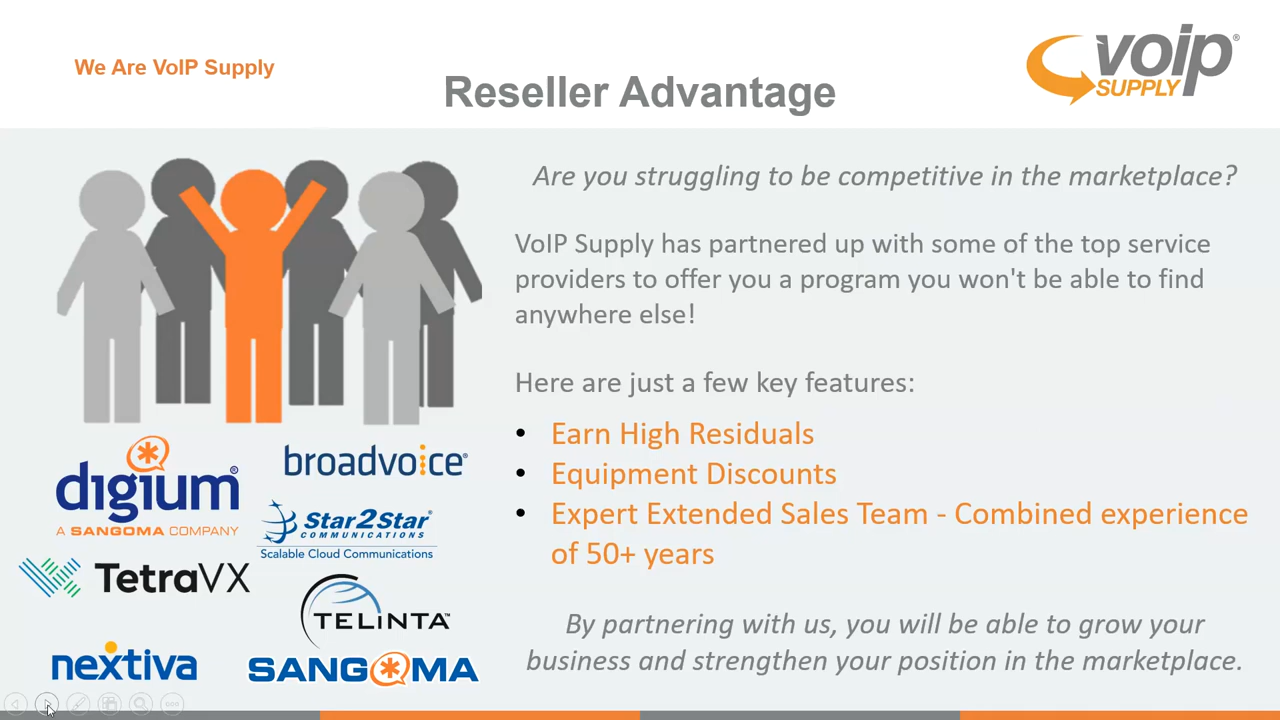 We Are VoIP Supply
Reseller Advantage
voip®
SUPPLY
Are you struggling to be competitive in the marketplace?
VoIP Supply has partnered up with some of the top service
providers to offer you a program you won't be able to find
anywhere else!
Here are just a few key features:
• Earn High Residuals
• Equipment Discounts
• Expert Extended Sales Team - Combined experience
of 50+ years
By partnering with us, you will be able to grow your
business and strengthen your position in the marketplace.
digium®
A SANGOMA COMPANY
broadvoice®
Star2Star®
COMMUNICATIONS
Scalable Cloud Communications
TetraVX
TELINTA™
nextiva
SANGOMA